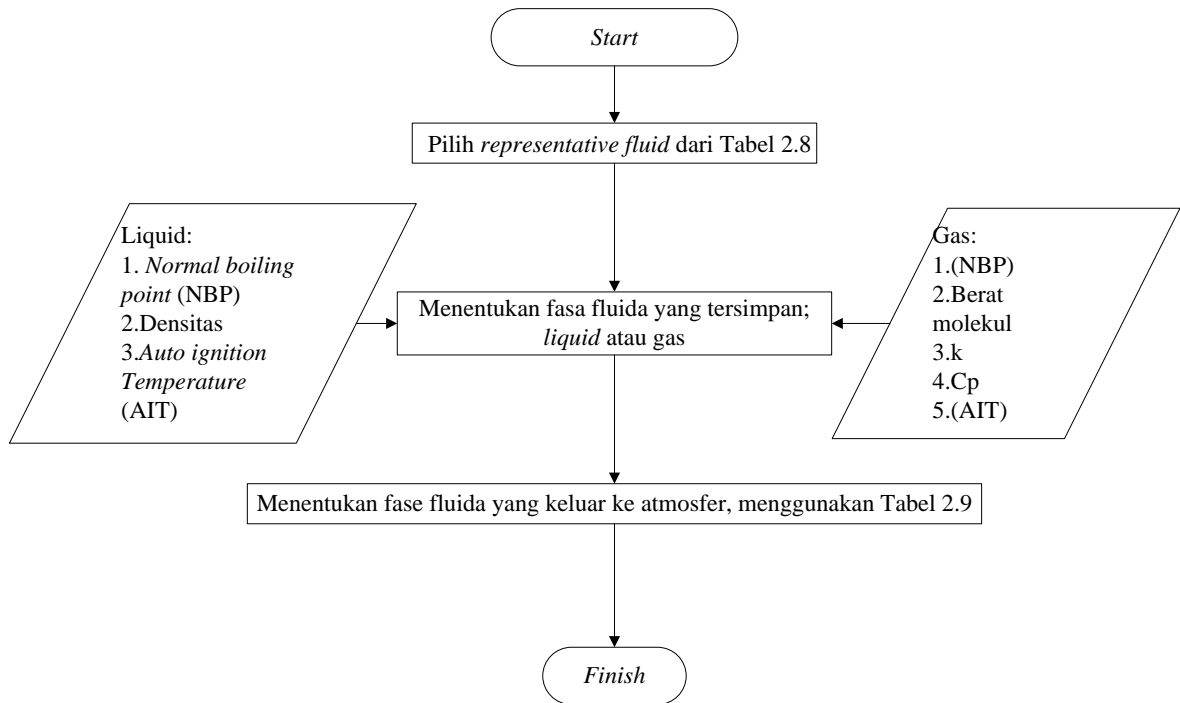 Start
Pilih representative fluid dari Tabel 2.8
Liquid:
1. Normal boiling
point (NBP)
2.Densitas
3.Auto ignition
Temperature
(AIT)
Menentukan fasa fluida yang tersimpan;
liquid atau gas
Gas:
1.(NBP)
2.Berat
molekul
3.k
4.Cp
5.(AIT)
Menentukan fase fluida yang keluar ke atmosfer, menggunakan Tabel 2.9
Finish